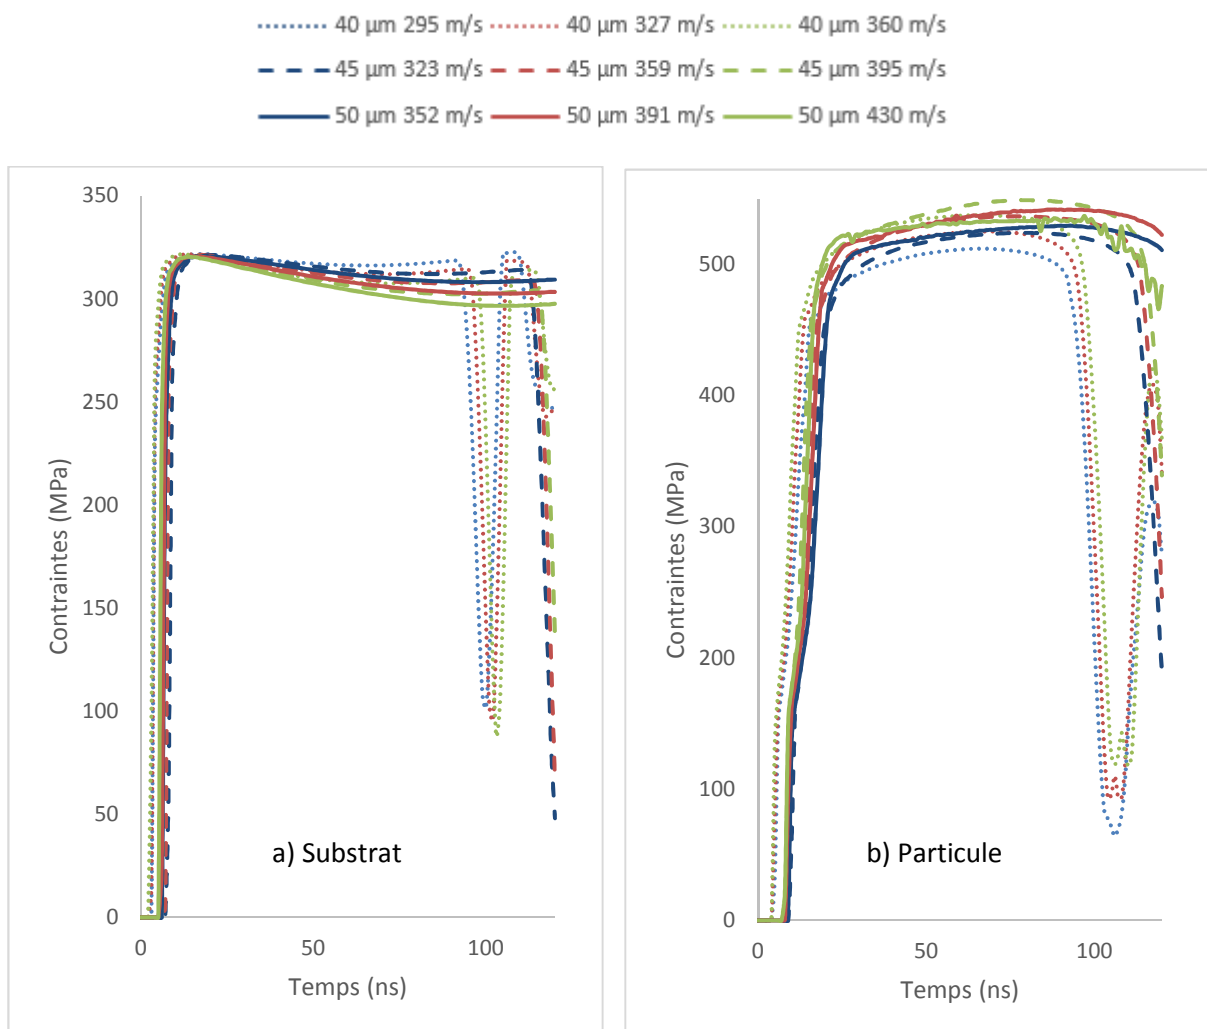 40 µm 295 m/s 40 µm 327 m/s 40 µm 360 m/s
45 µm 323 m/s 45 µm 359 m/s 45 µm 395 m/s
50 µm 352 m/s 50 µm 391 m/s 50 µm 430 m/s
350
300
250
200
150
100
50
0
0 50 100
Contraintes (MPa)
Temps (ns)
a) Substrat
500
400
300
200
100
0
0 50 100
Contraintes (MPa)
Temps (ns)
b) Particule